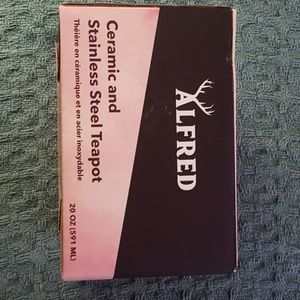 ALFRED
Ceramic and
Stainless Steel Teapot
Théière en céramique et en acier inoxydable
20 OZ (591 ML)